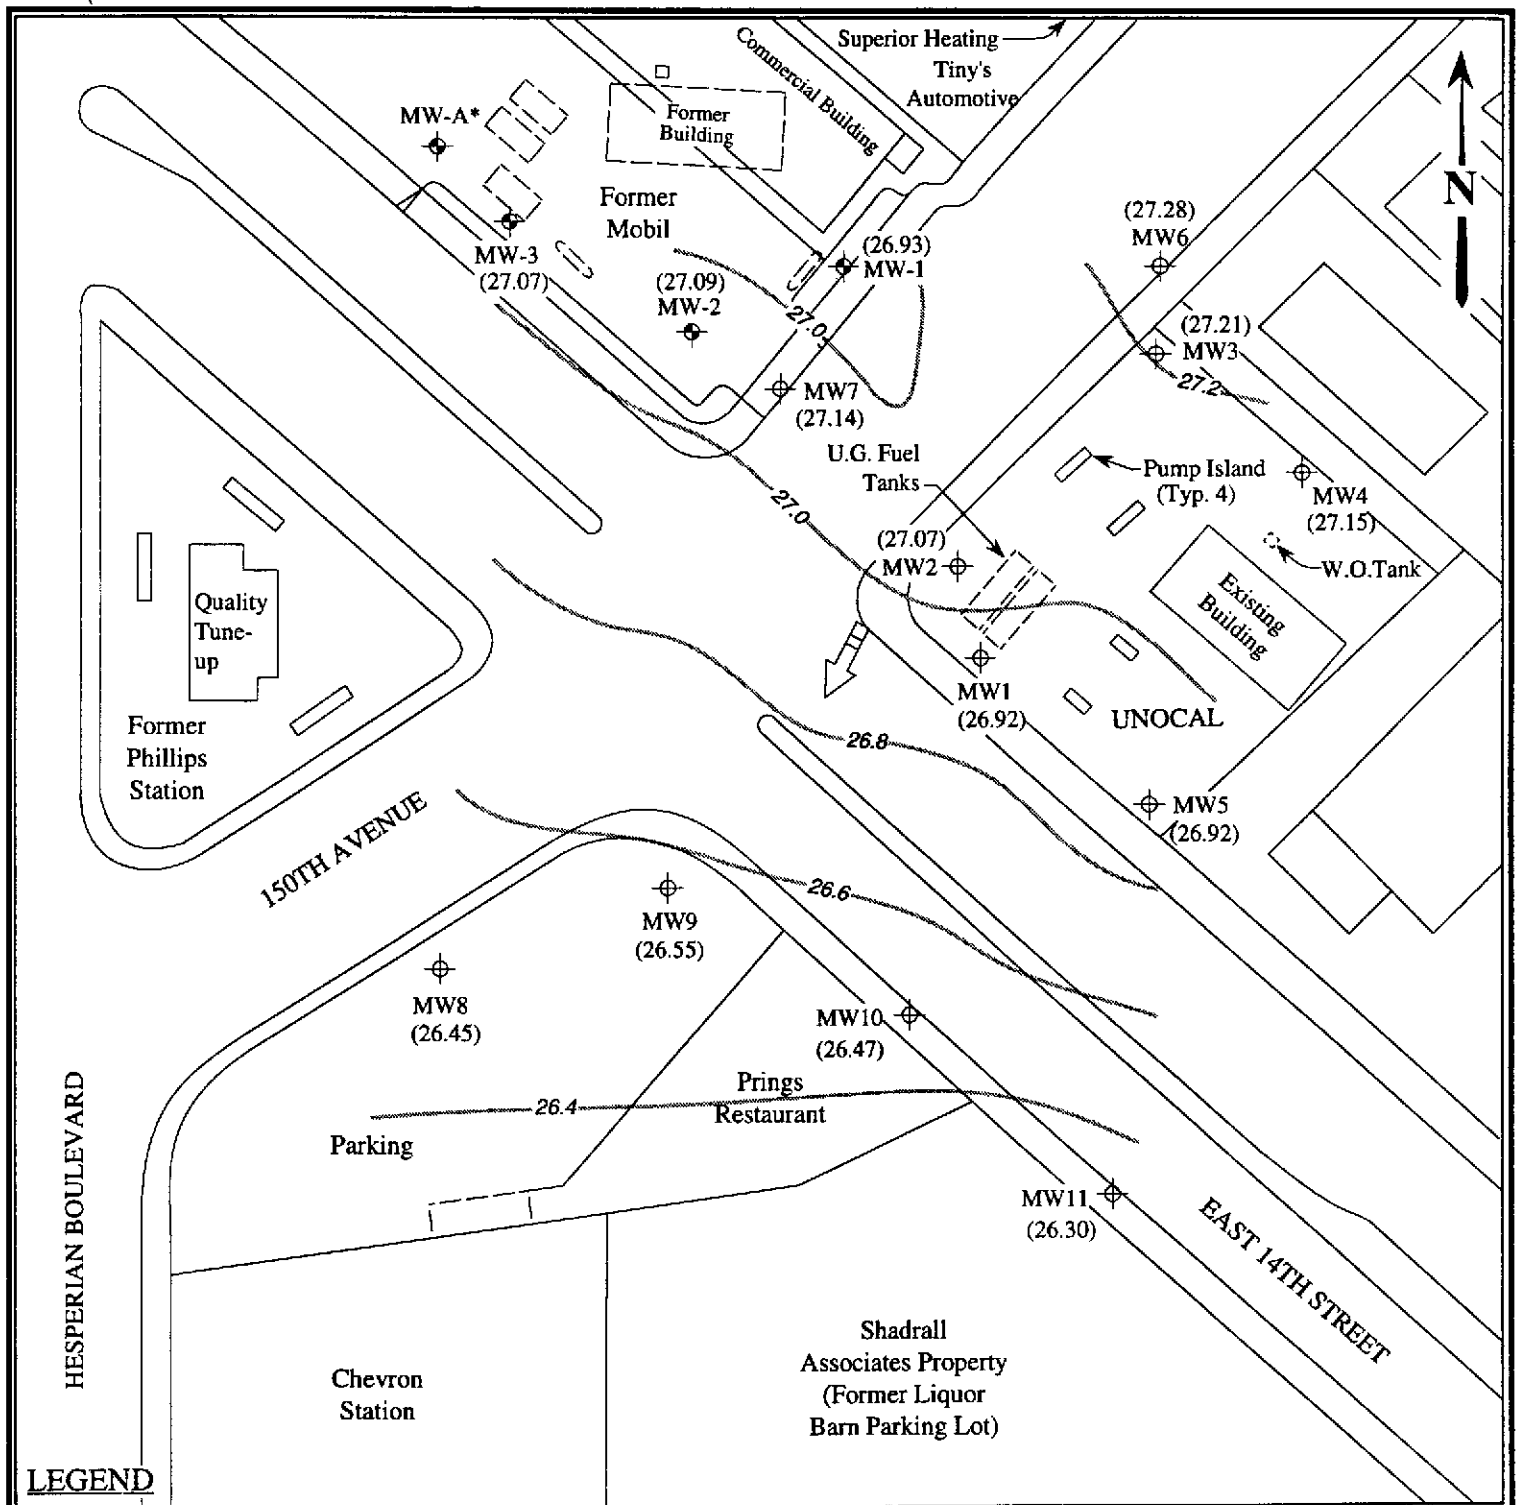 Superior Heating
Tiny's
Automotive
Commercial Building
MW-A*
Former
Building
N
Former
Mobil
(27.28)
MW6
MW-3
(27.07)
(26.93)
MW-1
(27.09)
MW-2
27.0
(27.21)
MW3
27.2
MW7
(27.14)
U.G. Fuel
Tanks
Pump Island
(Typ. 4)
MW4
(27.15)
27.0
(27.07)
MW2
W.O.Tank
Existing
Building
Quality
Tune-
up
MW1
(26.92)
UNOCAL
Former
Phillips
Station
26.8
MW5
(26.92)
150TH AVENUE
26.6
MW9
(26.55)
MW8
(26.45)
MW10
(26.47)
Prings
Restaurant
26.4
Parking
HESPERIAN BOULEVARD
MW11
(26.30)
EAST 14TH STREET
Shadrall
Associates Property
(Former Liquor
Barn Parking Lot)
Chevron
Station
LEGEND